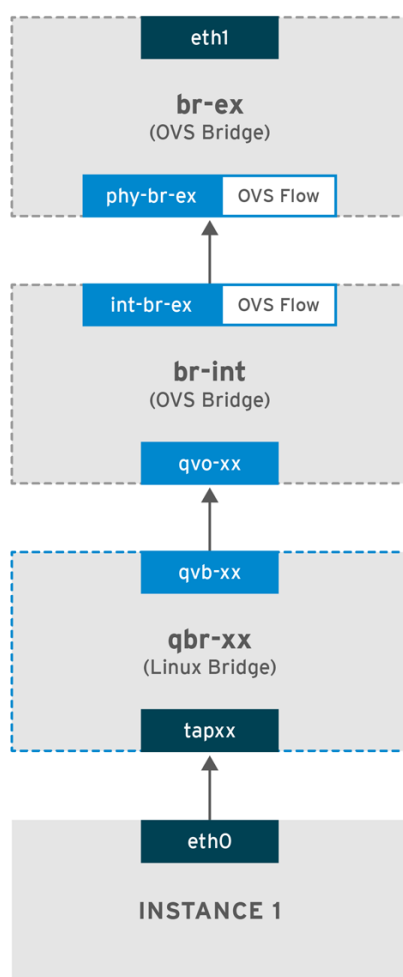 eth1
br-ex
(OVS Bridge)
phy-br-ex OVS Flow
int-br-ex OVS Flow
br-int
(OVS Bridge)
qvo-xx
qvb-xx
qbr-xx
(Linux Bridge)
tapxx
eth0
INSTANCE 1